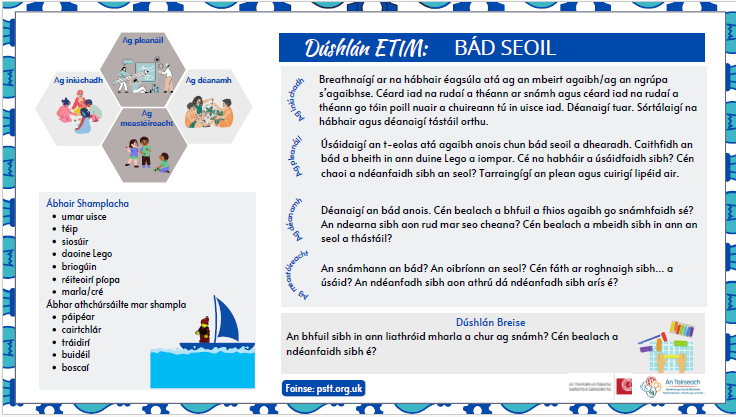 Dúshlán ETIM: BÁD SEOIL
Ag pleanáil
Ag iniúchadh
Ag déanamh
Ag
meastóireacht
Ag iniúchadh
Breathnaígí ar na hábhair éagsúla atá ag an mbeirt agaibh/ag an ngrúpa
s'agaibhse. Céard iad na rudaí a théann ar snámh agus céard iad na rudaí a
théann go tóin poill nuair a chuireann tú in uisce iad. Déanaigí tuar. Sórtálaigí na
hábhair agus déanaigí tástáil orthu.
Ag pleanáil
Úsáidaigí an t-eolas atá agaibh anois chun bád seoil a dhearadh. Caithfidh an
bád a bheith in ann duine Lego a iompar. Cé na habhair a úsáidfaidh sibh? Cén
chaoi a ndéanfaidh sibh an seol? Tarraingígí an plean agus cuirigí lipéid air.
Ag déanamh
Déanaigí an bád anois. Cén bealach a bhfuil a fhios agaibh go snámhfaidh sé?
An ndearna sibh aon rud mar seo cheana? Cén bealach a mbeidh sibh in ann an
seol a thástáil?
Ag meastóireacht
An snámhann an bád? An oibríonn an seol? Cén fáth ar roghnaigh sibh... a
úsáid? An ndéanfadh sibh aon athrú dá ndéanfadh sibh arís é?
Ábhair Shamplacha
umar uisce
téip
siosúir
daoine Lego
briogúin
réiteoirí píopa
marla/cré
Ábhar athchúrsáilte mar shampla
páipéar
cairtchlár
tráidirí
buidéil
boscaí
Dúshlán Breise
An bhfuil sibh in ann liathróid mharla a chur ag snámh? Cén bealach a
ndéanfaidh sibh é?
Foinse: pstt.org.uk
An Tairseach